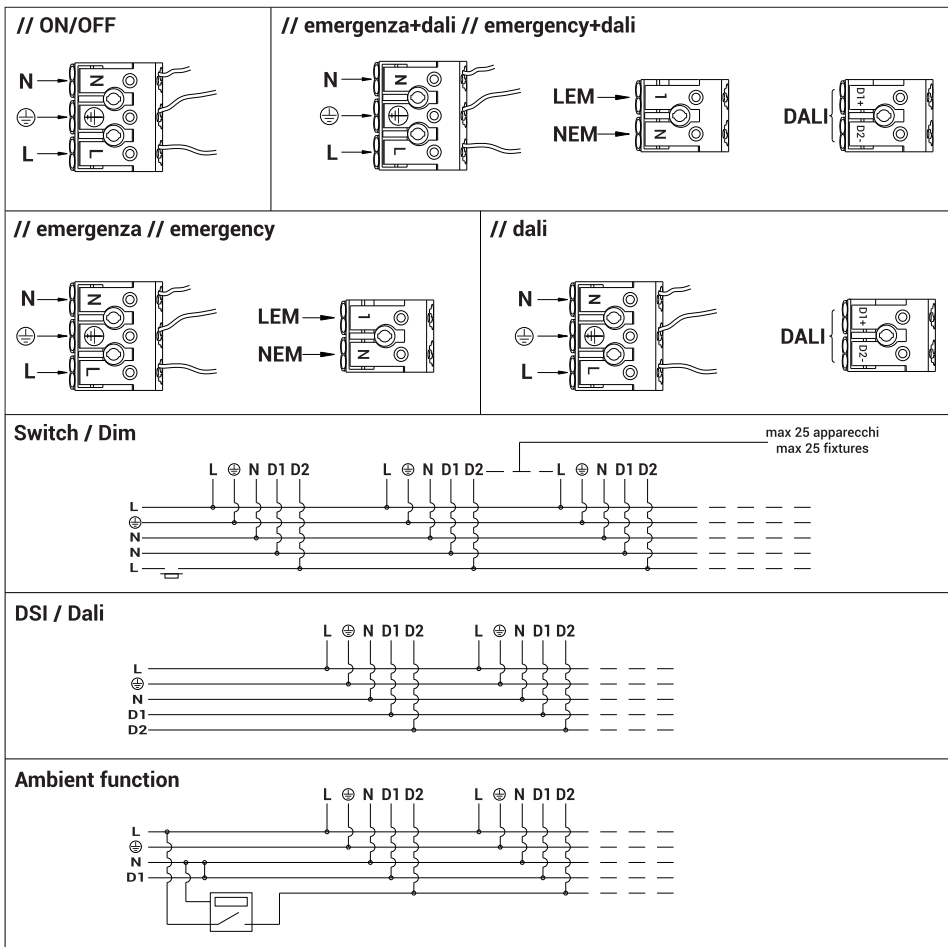 // ON/OFF
N
N
⏚
L
L
// emergenza+dali // emergency+dali
N
N
⏚
L
L
LEM
1
NEM
N
DALI
D1+
D2-
// emergenza // emergency
N
N
⏚
L
L
LEM
1
NEM
N
// dali
N
N
⏚
L
L
DALI
D1+
D2-
Switch / Dim
max 25 apparecchi
max 25 fixtures
L ⏚ N D1 D2 L ⏚ N D1 D2 L ⏚ N D1 D2
L
⏚
N
N
L
DSI / Dali
L ⏚ N D1 D2 L ⏚ N D1 D2
L
⏚
N
D1
D2
Ambient function
L ⏚ N D1 D2 L ⏚ N D1 D2
L
⏚
N
D1